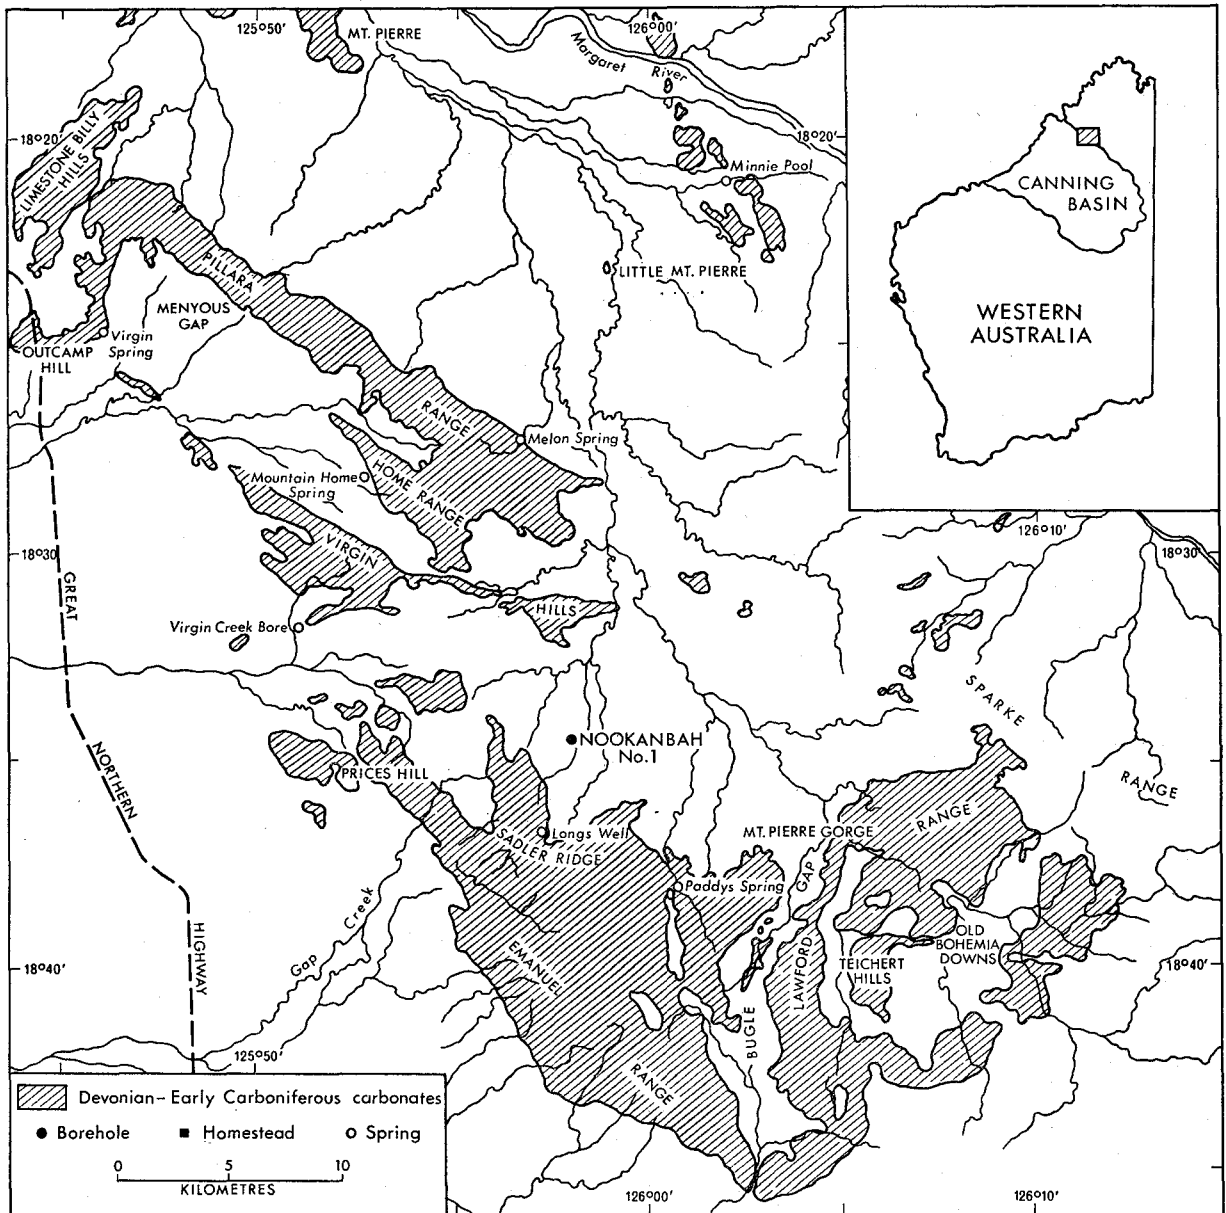 125°50'
126°00'
MT. PIERRE
Margaret River
18°20'
18°20'
LIMESTONE BILLY
HILLS
Minnie Pool
CANNING
BASIN
PILLARA
LITTLE MT. PIERRE
MENYOUS
GAP
Virgin
Spring
OUTCAMP
HILL
WESTERN
AUSTRALIA
RANGE
Melon Spring
HOME RANGE
Mountain Home
Spring
VIRGIN
126°10'
18°30'
18°30'
GREAT
HILLS
Virgin Creek Bore
SPARKE
NOOKANBAH
No.1
NORTHERN
PRICES HILL
RANGE
RANGE
MT. PIERRE GORGE
Longs Well
SADLER RIDGE
GAP
Paddys Spring
Gap Creek
HIGHWAY
EMANUEL
LAWFORD
OLD
BOHEMIA
DOWNS
TEICHERT
HILLS
18°40'
18°40'
BUGLE
125°50'
RANGE
Devonian–Early Carboniferous carbonates
Borehole
Homestead
Spring
0 5 10
KILOMETRES
126°00'
126°10'